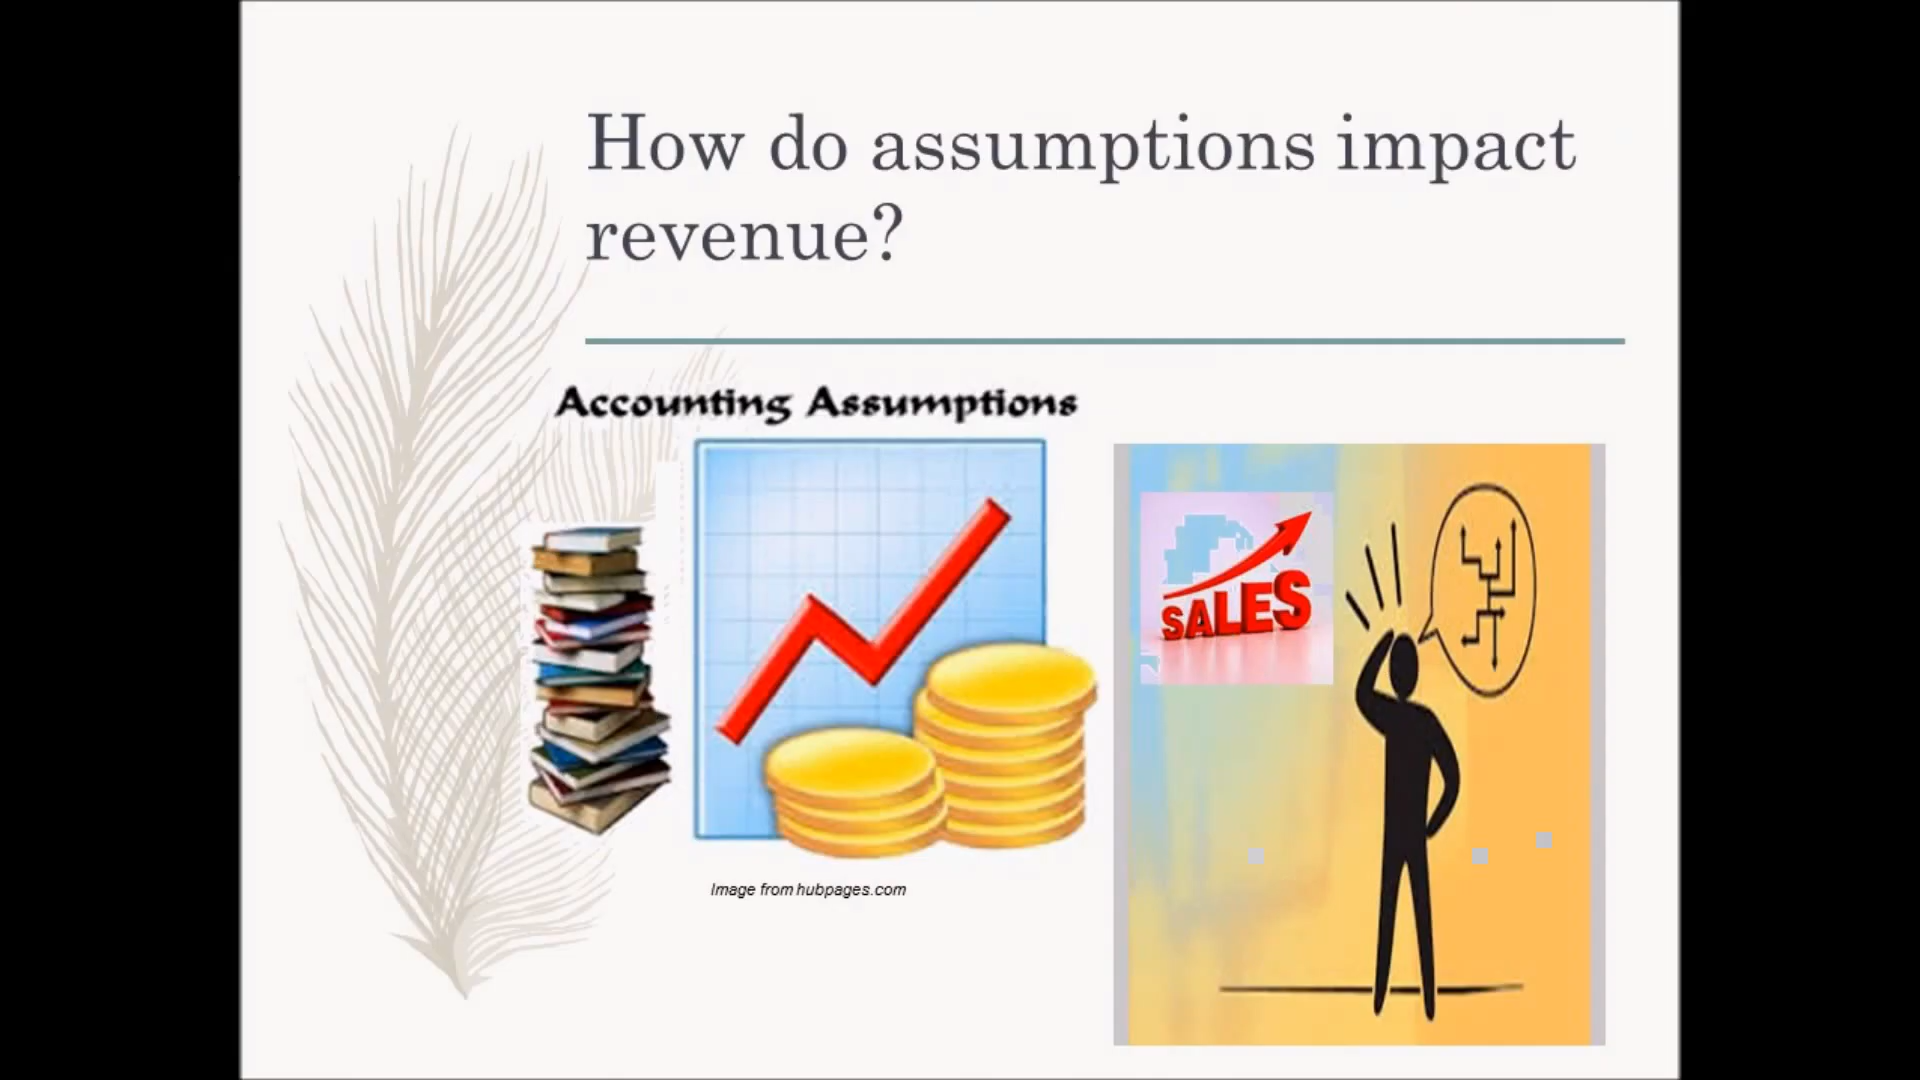 How do assumptions impact
revenue?
Accounting Assumptions
SALES
Image from hubpages.com